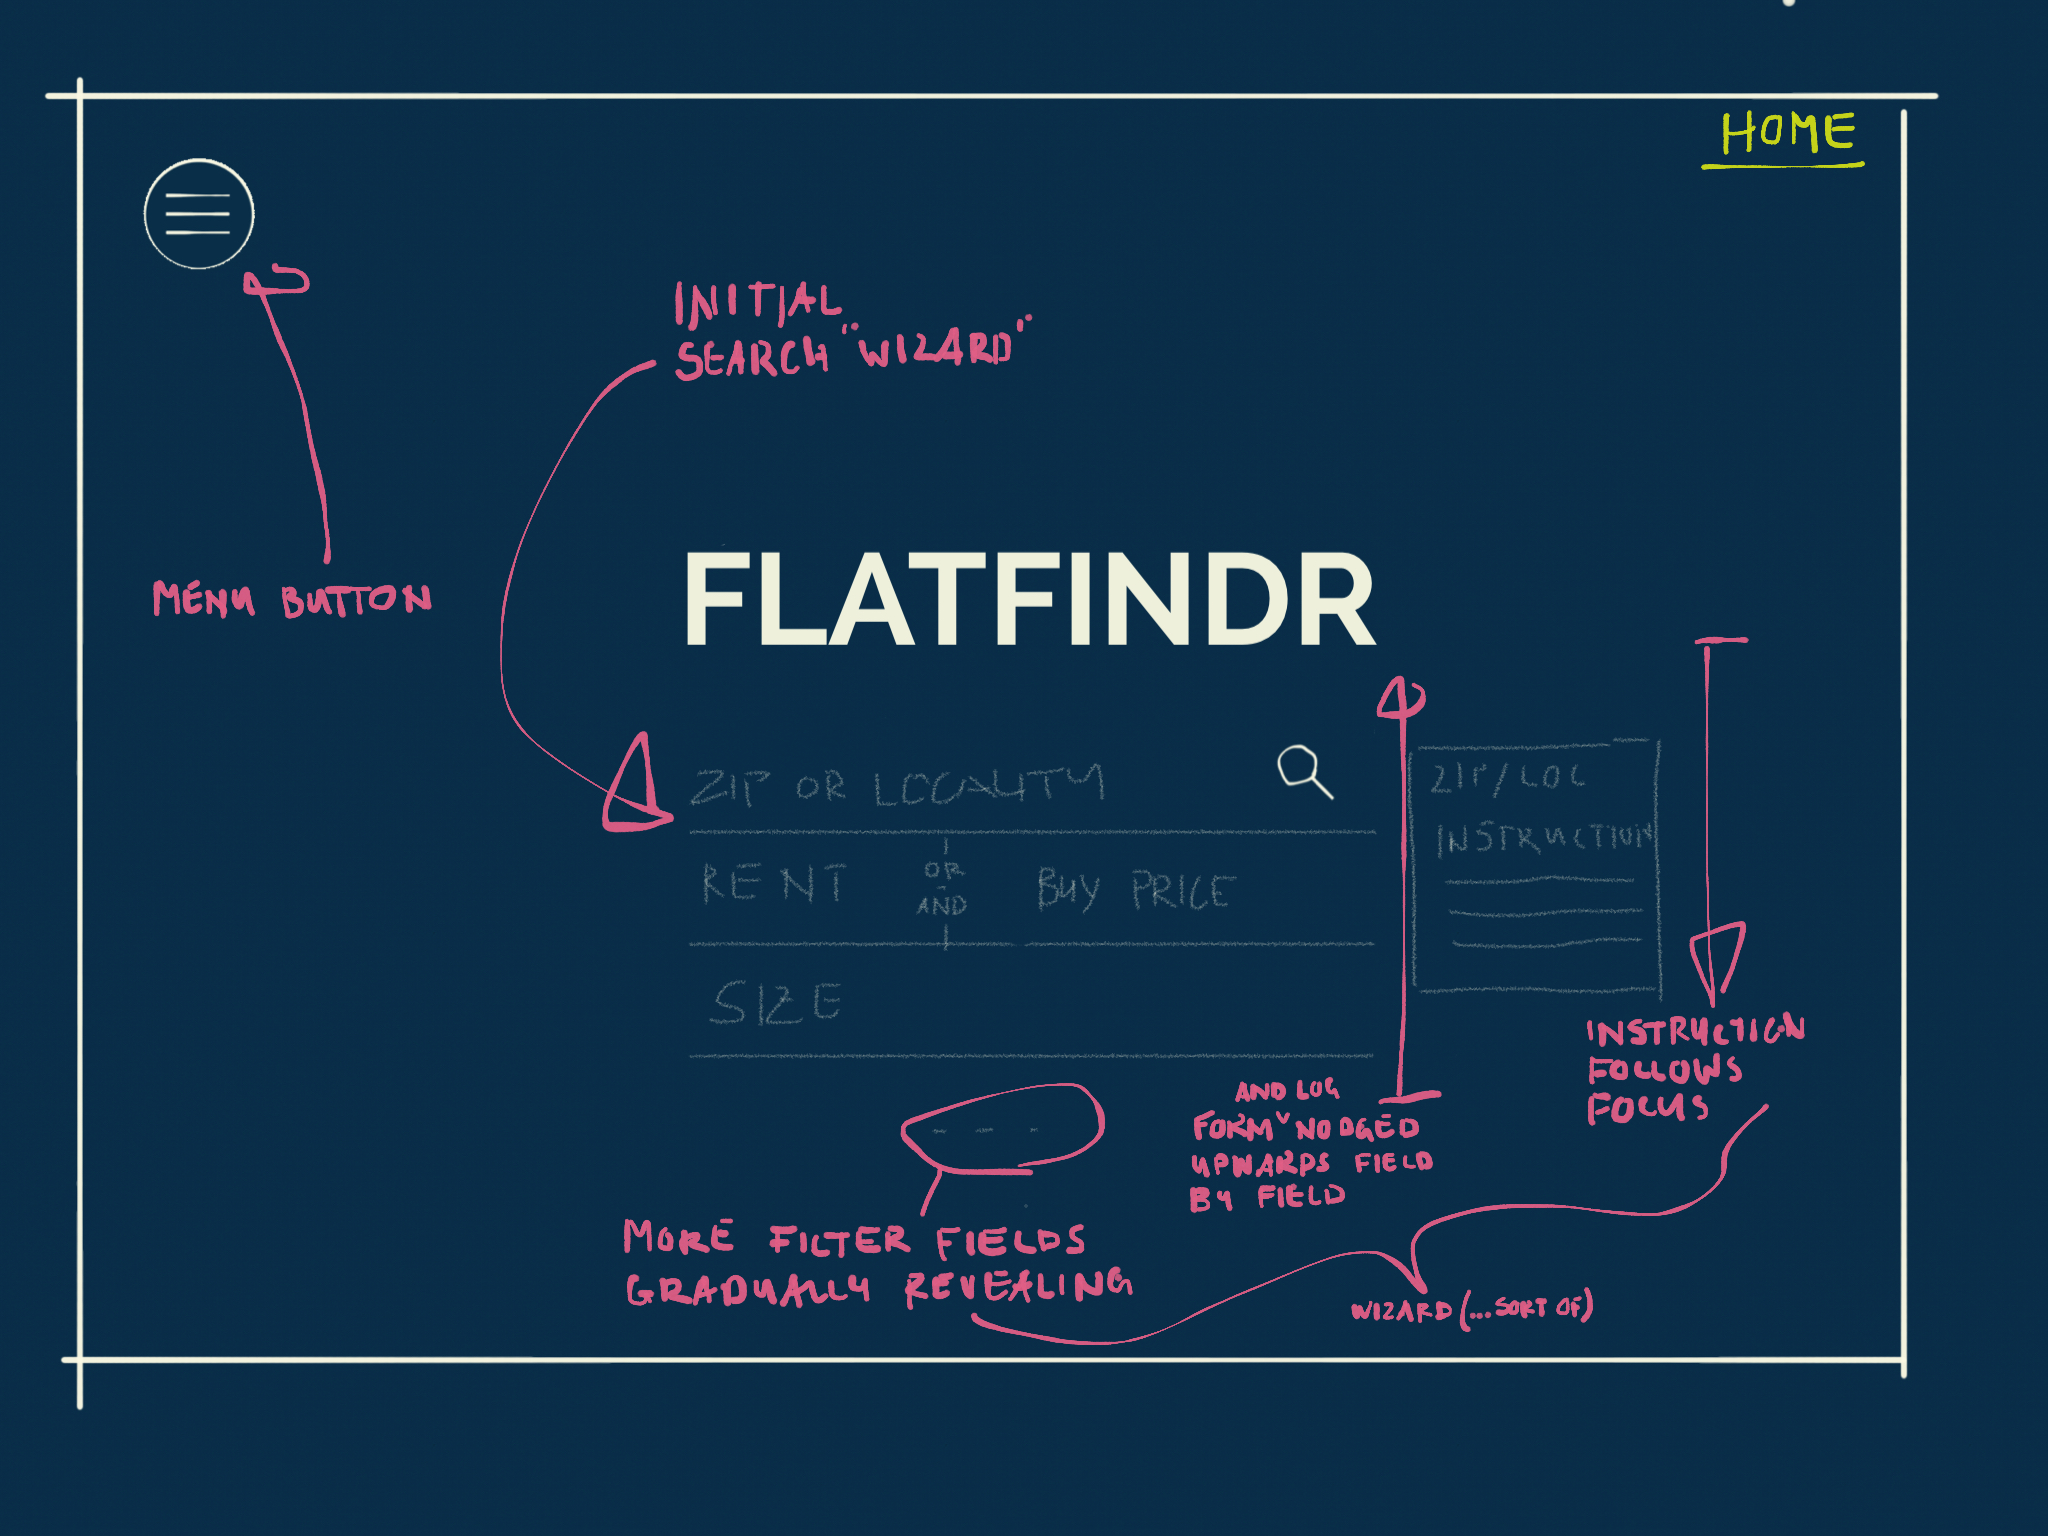 HOME
INITIAL
SEARCH "WIZARD"
MENU BUTTON
FLATFINDR
ZIP OR LOCALITY
RENT OR AND BUY PRICE
SIZE
ZIP/LOC
INSTRUCTION
INSTRUCTION
FOLLOWS
FOCUS
AND LOG
FORM ˅ NODGED
UPWARDS FIELD
BY FIELD
MORE FILTER FIELDS
GRADUALLY REVEALING
WIZARD (...SORT OF)